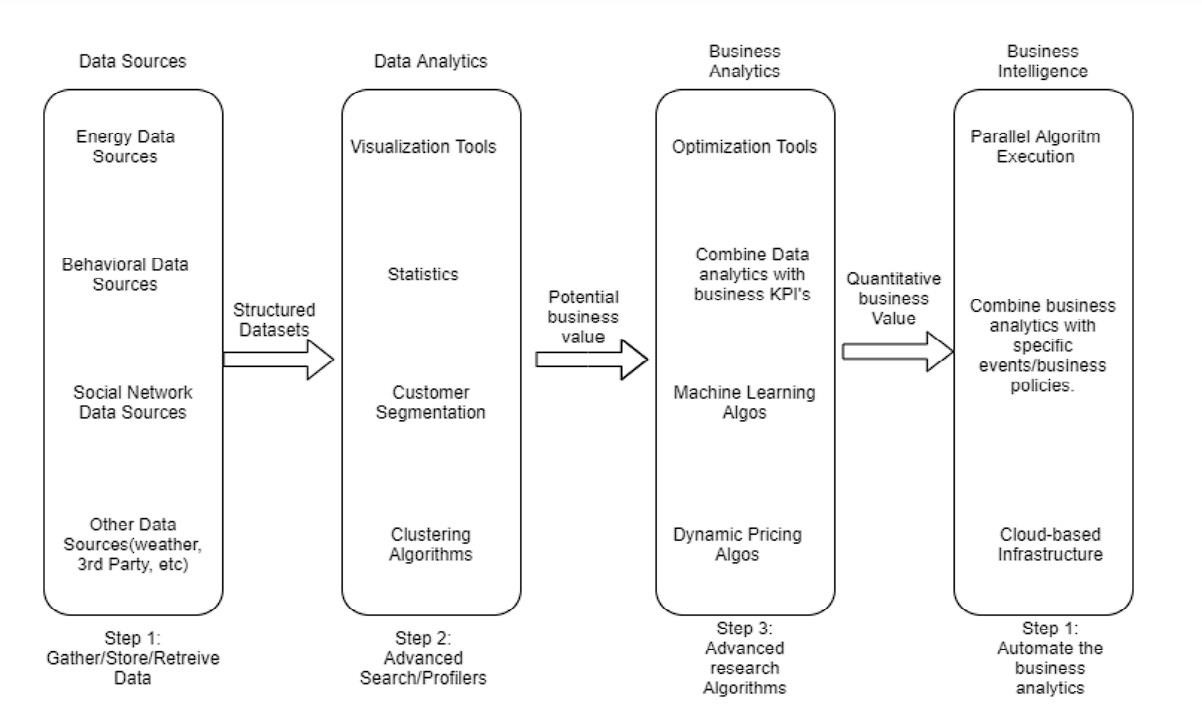 Data Sources
Energy Data
Sources
Behavioral Data
Sources
Social Network
Data Sources
Other Data
Sources(weather,
3rd Party, etc)
Step 1:
Gather/Store/Retreive
Data
Structured
Datasets
Data Analytics
Visualization Tools
Statistics
Customer
Segmentation
Clustering
Algorithms
Step 2:
Advanced
Search/Profilers
Potential
business
value
Business
Analytics
Optimization Tools
Combine Data
analytics with
business KPI's
Machine Learning
Algos
Dynamic Pricing
Algos
Step 3:
Advanced
research
Algorithms
Quantitative
business
Value
Business
Intelligence
Parallel Algoritm
Execution
Combine business
analytics with
specific
events/business
policies.
Cloud-based
Infrastructure
Step 1:
Automate the
business
analytics